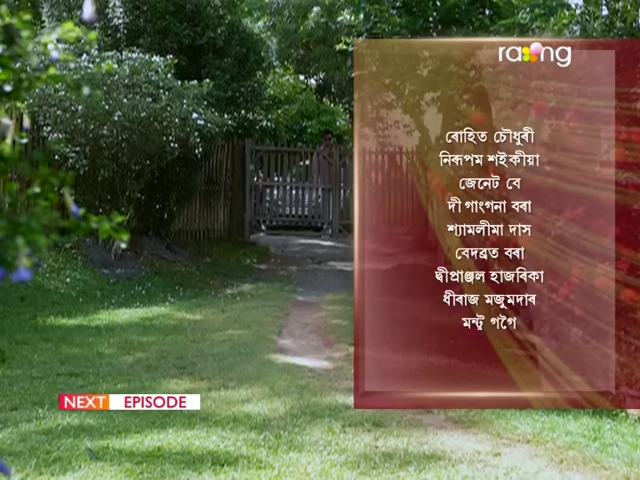 rang
ৰোহিত চৌধুৰী
নিৰূপম শইকীয়া
জেনেট বে
দীপাংগনা বৰা
শ্যামলীমা দাস
বেদব্ৰত বৰা
দ্বীপ্ৰাঞ্জল হাজৰিকা
ধীৰাজ মজুমদাৰ
মন্টু গগৈ
NEXT EPISODE